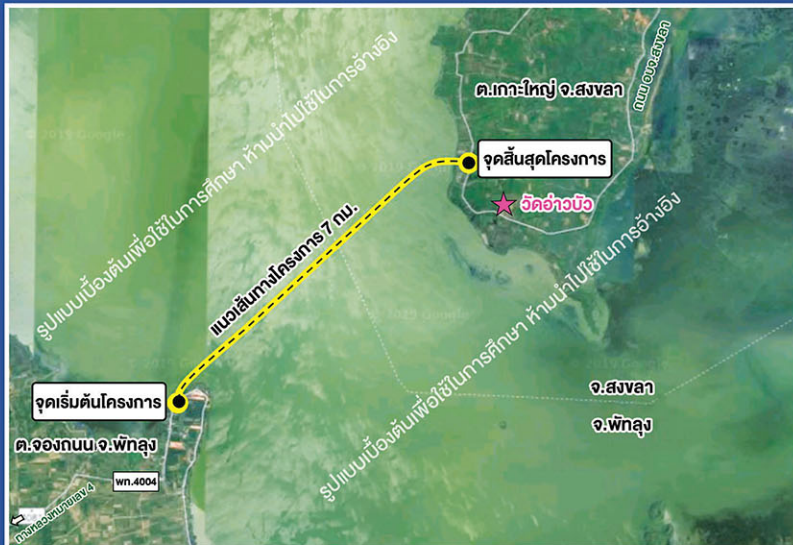 ต.เกาะใหญ่ จ.สงขลา
ถนน อบจ.สงขลา
จุดสิ้นสุดโครงการ
วัดอ่าวบัว
แนวเส้นทางโครงการ 7 กม.
รูปแบบเบื้องต้นเพื่อใช้ในการศึกษา ห้ามนำไปใช้ในการอ้างอิง
รูปแบบเบื้องต้นเพื่อใช้ในการศึกษา ห้ามนำไปใช้ในการอ้างอิง
จุดเริ่มต้นโครงการ
ต.จองถนน จ.พัทลุง
พท.4004
ทางหลวงหมายเลข 4
จ.สงขลา
จ.พัทลุง
© 2019 Google